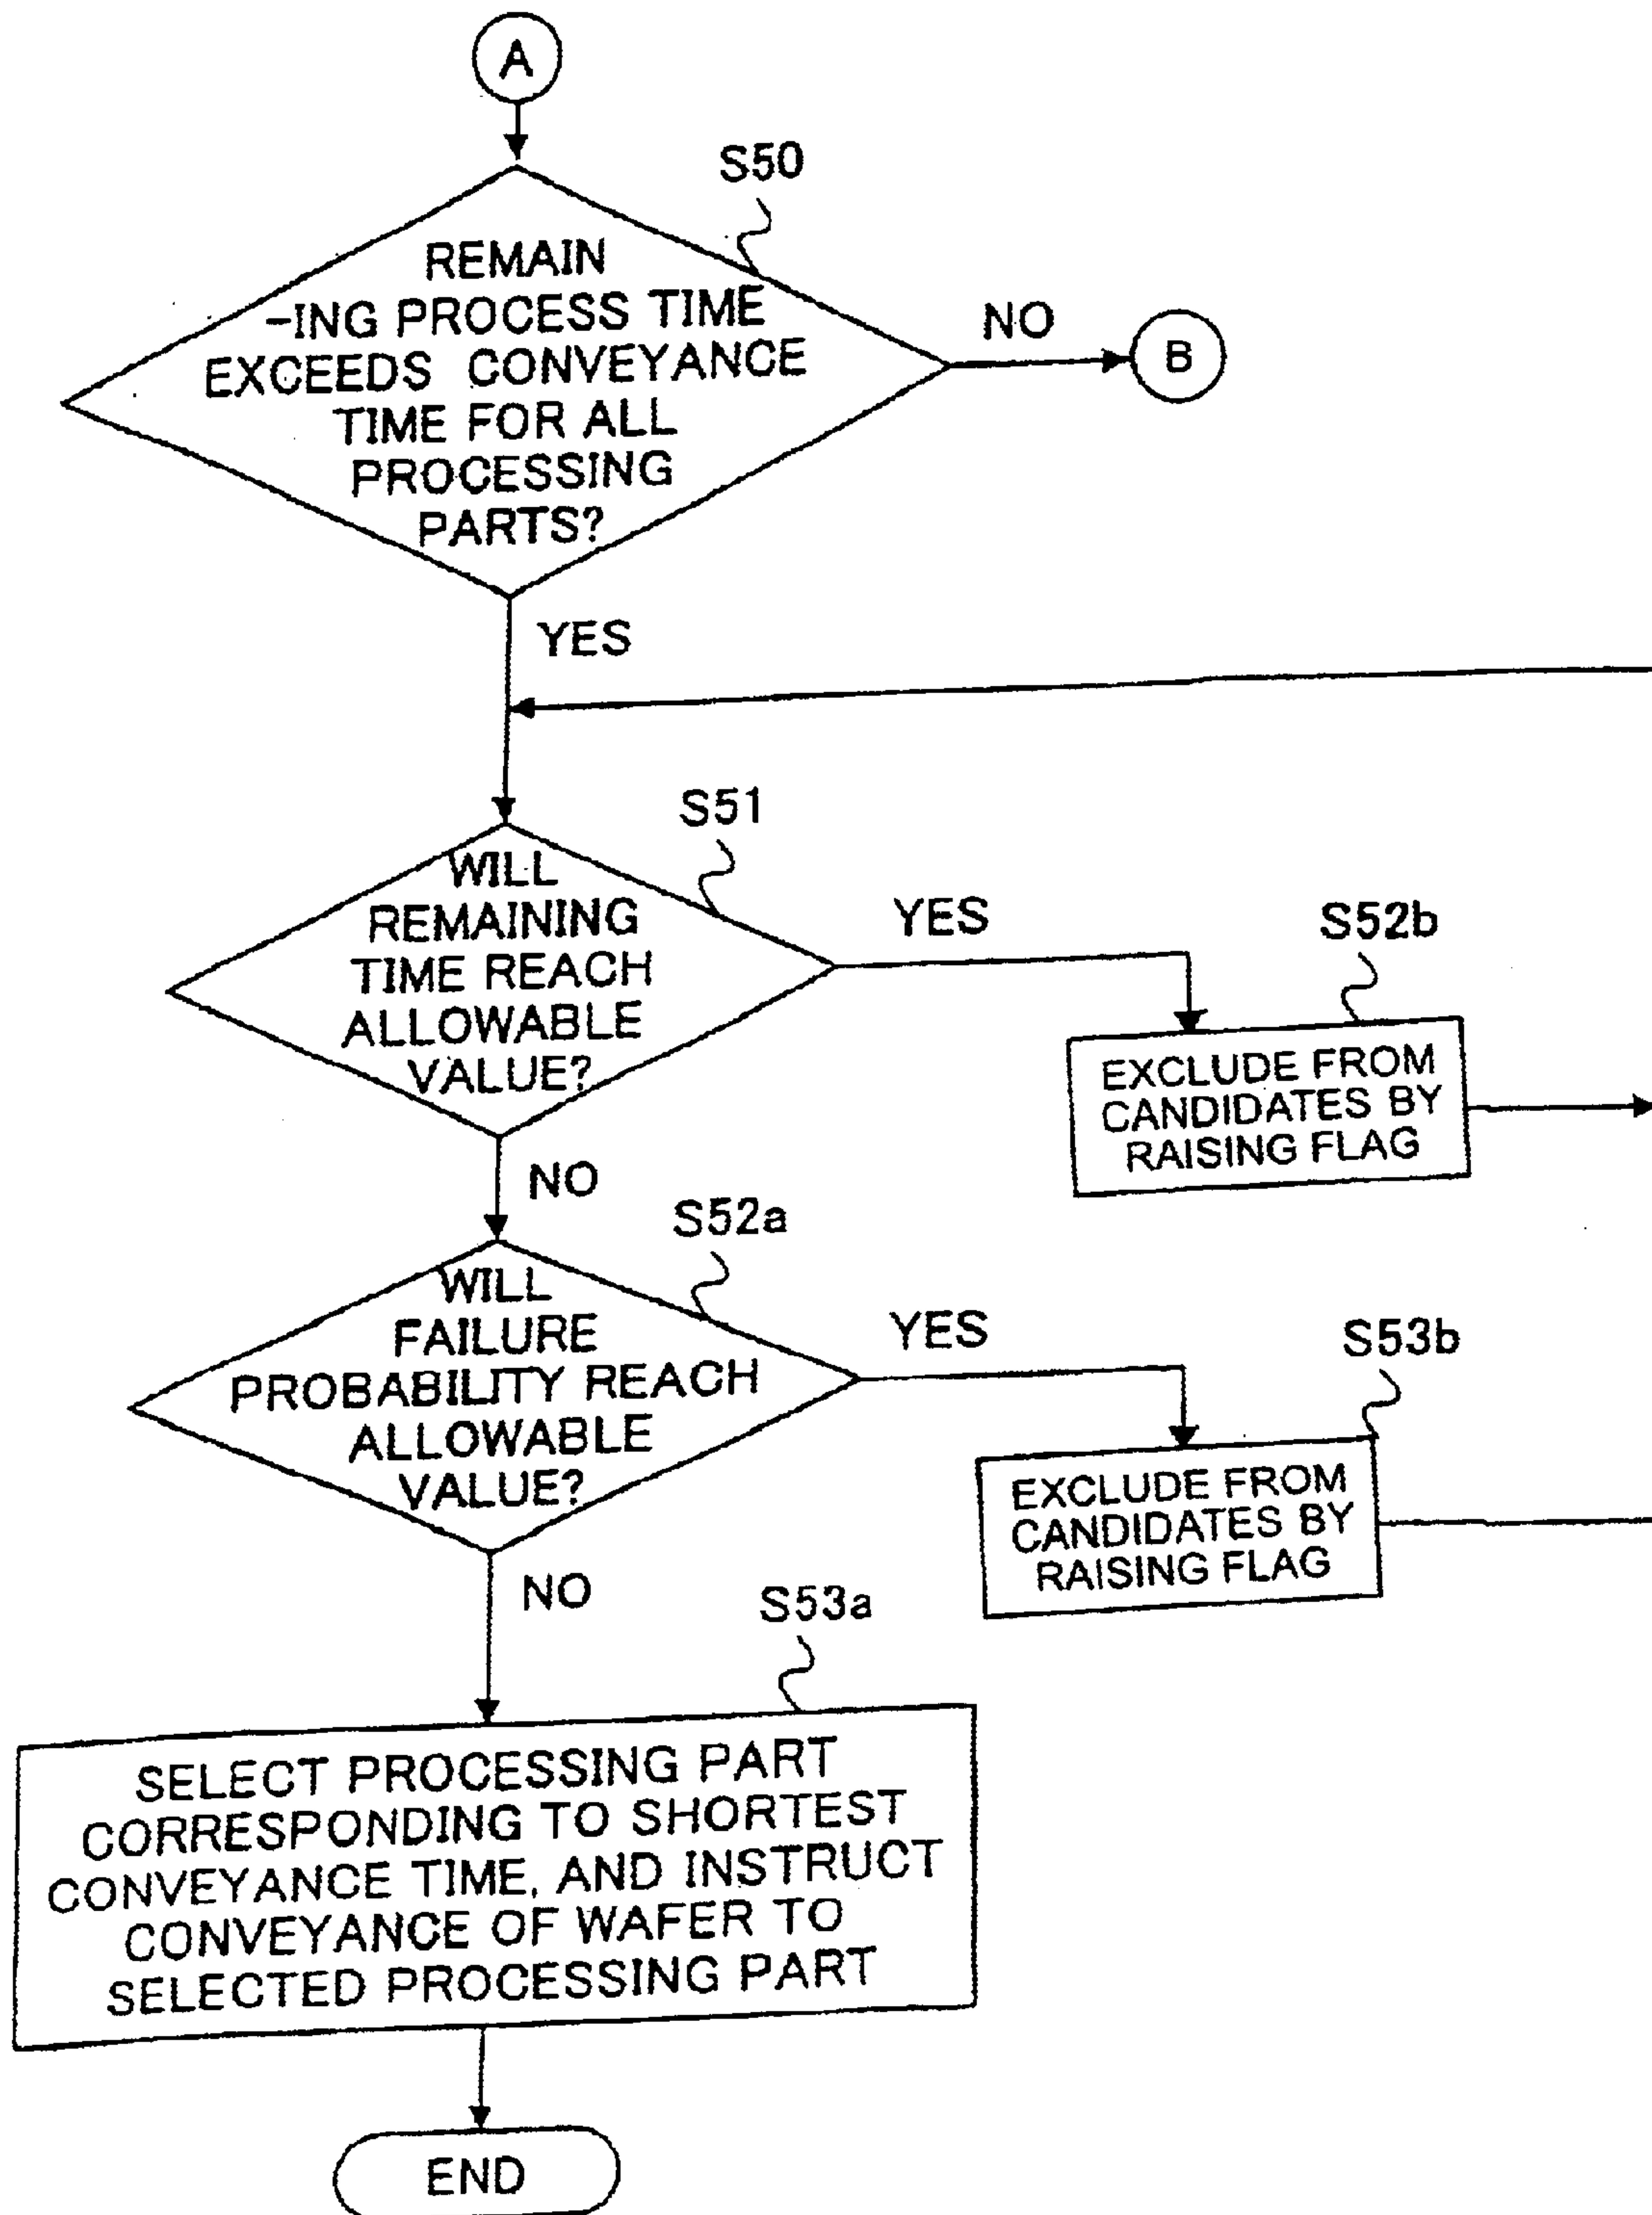 A
S50
REMAIN
-ING PROCESS TIME
EXCEEDS CONVEYANCE
TIME FOR ALL
PROCESSING
PARTS?
NO
B
YES
S51
WILL
REMAINING
TIME REACH
ALLOWABLE
VALUE?
YES
S52b
EXCLUDE FROM
CANDIDATES BY
RAISING FLAG
NO
S52a
WILL
FAILURE
PROBABILITY REACH
ALLOWABLE
VALUE?
YES
S53b
EXCLUDE FROM
CANDIDATES BY
RAISING FLAG
NO
S53a
SELECT PROCESSING PART
CORRESPONDING TO SHORTEST
CONVEYANCE TIME, AND INSTRUCT
CONVEYANCE OF WAFER TO
SELECTED PROCESSING PART
END